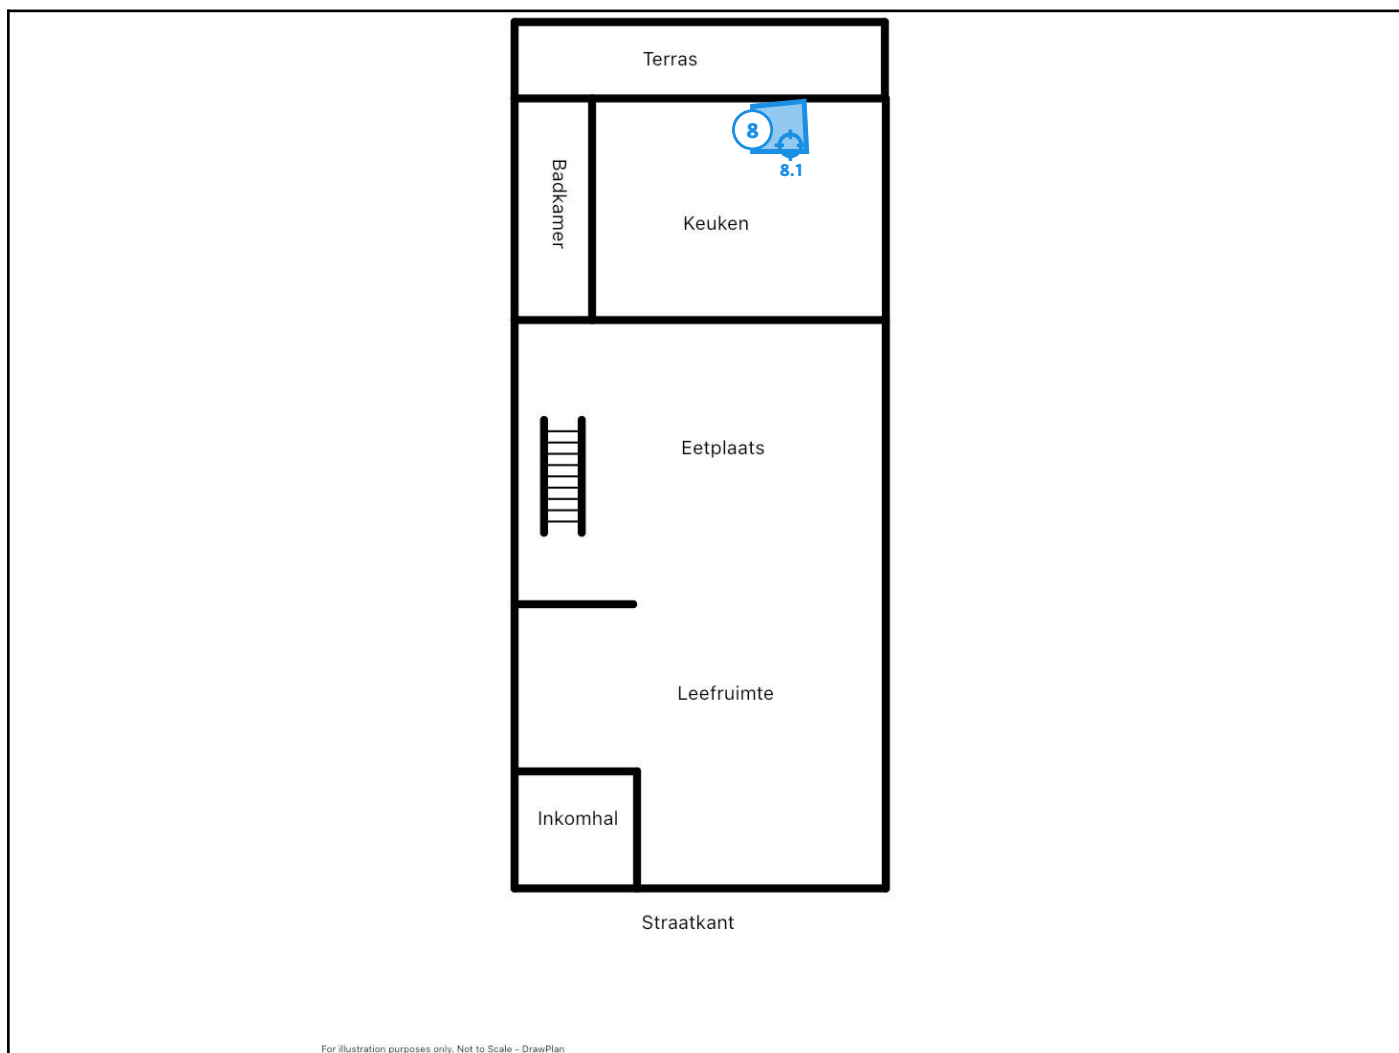 Terras
8
8.1
Badkamer
Keuken
Eetplaats
Leefruimte
Inkomhal
Straatkant
For illustration purposes only. Not to Scale - DrawPlan